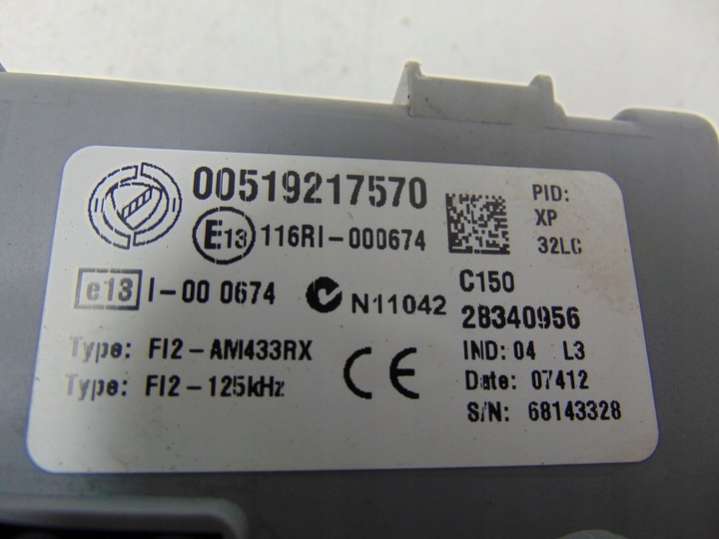 00519217570
E13 116RI-000674
e13 I-00 0674
N11042
Type: FI2-AM433RX
Type: FI2-125kHz
CE
PID:
XP
32LC
C150
28340956
IND: 04 L3
Date: 07412
S/N: 68143328